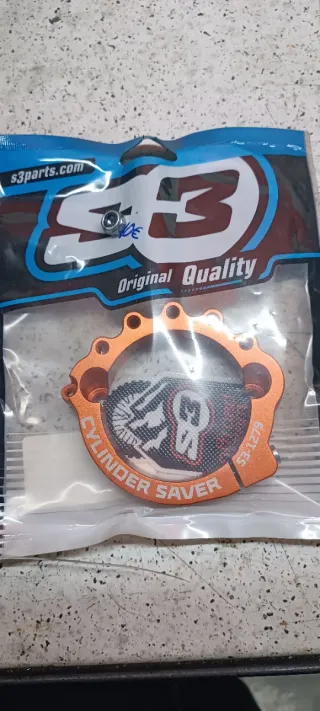 s3parts.com
S3
Original Quality
S3
CYLINDER SAVER
S3-1279